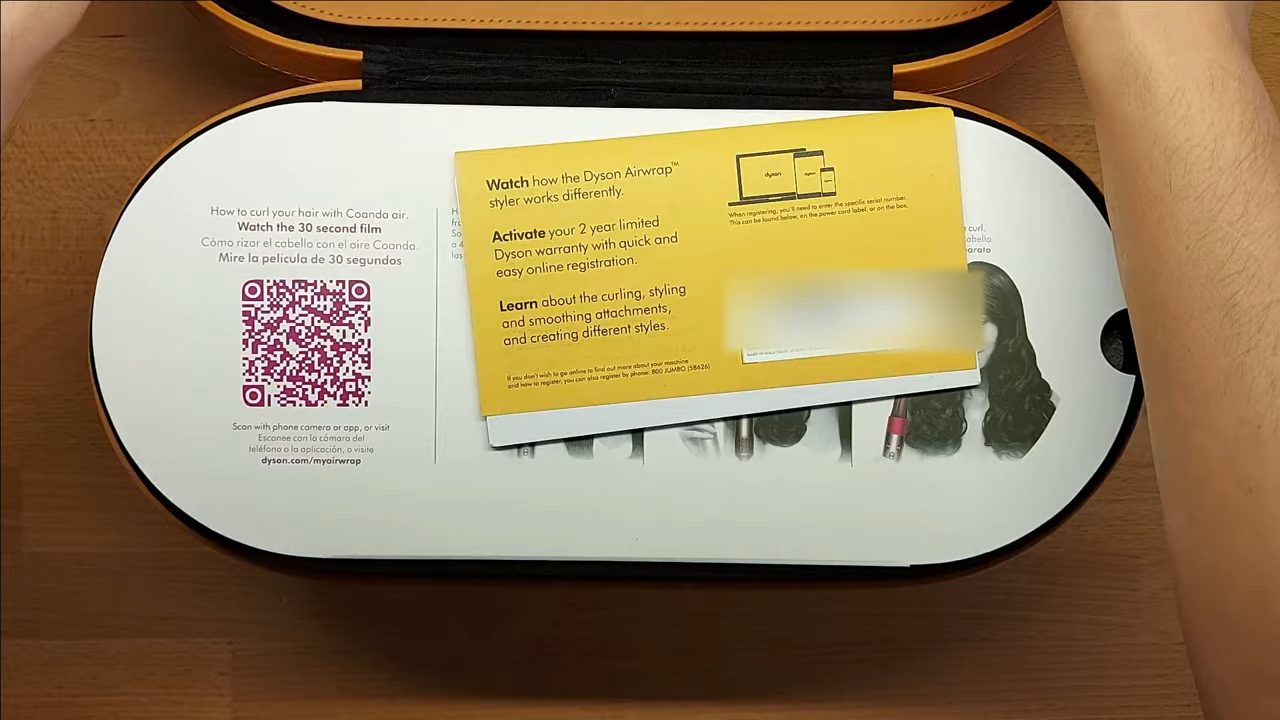 How to curl your hair with Coanda air.
Watch the 30 second film
Cómo rizar el cabello con el aire Coanda.
Mire la película de 30 segundos
Scan with phone camera or app, or visit
Escanee con la cámara del
teléfono o la aplicación, o visite
dyson.com/myairwrap
Watch how the Dyson Airwrap™
styler works differently.
Activate your 2 year limited
Dyson warranty with quick and
easy online registration.
Learn about the curling, styling
and smoothing attachments,
and creating different styles.
If you don't wish to go online to find out more about your machine
and how to register, you can also register by phone: 800 JUMBO (58626)
dyson
dyson
dyson
When registering, you'll need to enter the specific serial number.
This can be found below, on the power cord label, or on the box.
MADE IN MALAYSIA
curl.